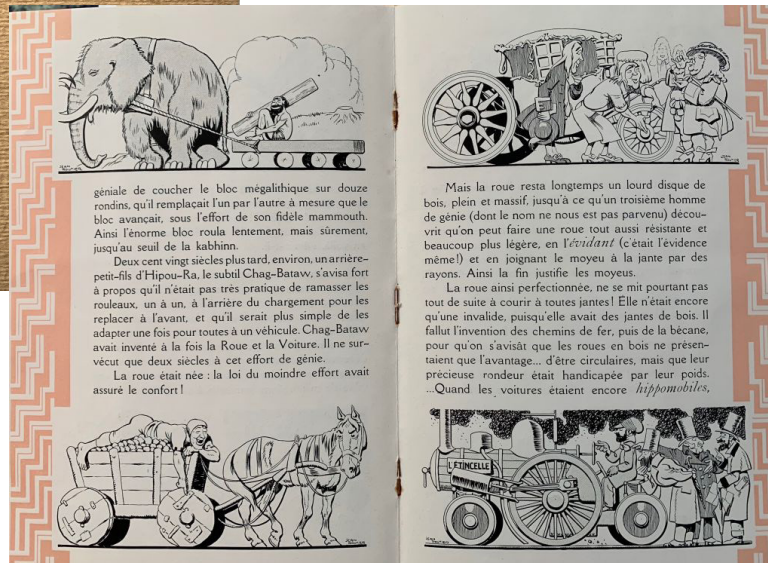 géniale de coucher le bloc mégalithique sur douze
rondins, qu'il remplaçait l'un par l'autre à mesure que le
bloc avançait, sous l'effort de son fidèle mammouth.
Ainsi l'énorme bloc roula lentement, mais sûrement,
jusqu'au seuil de la kabhinn.
Deux cent vingt siècles plus tard, environ, un arrière-
petit-fils d'Hipou-Ra, le subtil Chag-Bataw, s'avisa fort
à propos qu'il n'était pas très pratique de ramasser les
rouleaux, un à un, à l'arrière du chargement pour les
replacer à l'avant, et qu'il serait plus simple de les
adapter une fois pour toutes à un véhicule. Chag-Bataw
avait inventé à la fois la Roue et la Voiture. Il ne sur-
vécut que deux siècles à cet effort de génie.
La roue était née : la loi du moindre effort avait
assuré le confort !
Mais la roue resta longtemps un lourd disque de
bois, plein et massif, jusqu'à ce qu'un troisième homme
de génie (dont le nom ne nous est pas parvenu) décou-
vrit qu'on peut faire une roue tout aussi résistante et
beaucoup plus légère, en l'évidant (c'était l'évidence
même!) et en joignant le moyeu à la jante par des
rayons. Ainsi la fin justifie les moyeus.
La roue ainsi perfectionnée, ne se mit pourtant pas
tout de suite à courir à toutes jantes! Elle n'était encore
qu'une invalide, puisqu'elle avait des jantes de bois. Il
fallut l'invention des chemins de fer, puis de la bécane,
pour qu'on s'avisât que les roues en bois ne présen-
taient que l'avantage... d'être circulaires, mais que leur
précieuse rondeur était handicapée par leur poids.
...Quand les voitures étaient encore hippomobiles,
L'ÉTINCELLE